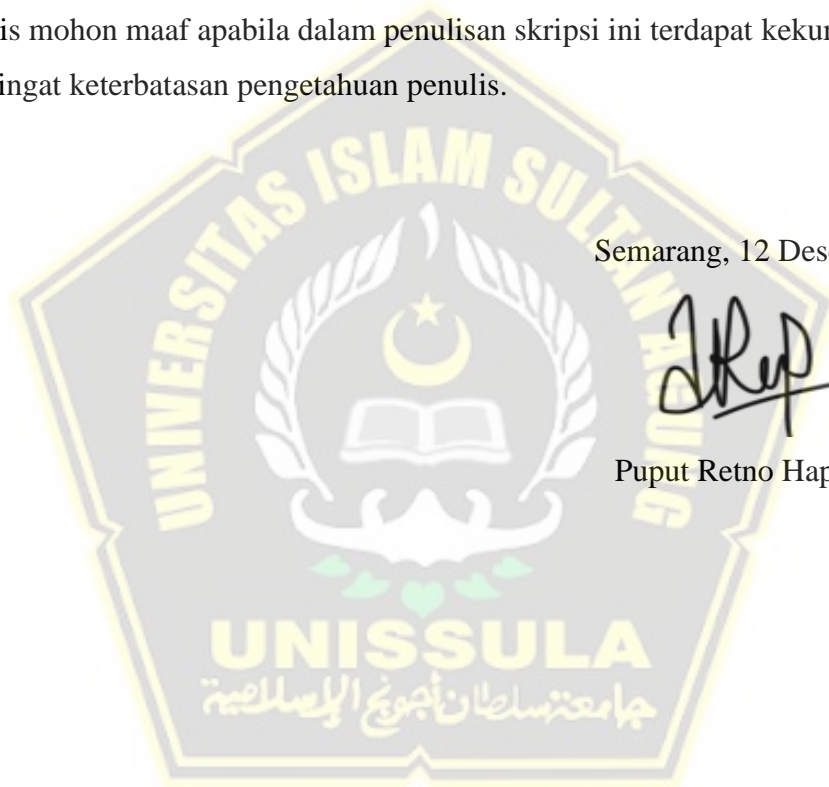 is mohon maaf apabila dalam penulisan skripsi ini terdapat kekur
ingat keterbatasan pengetahuan penulis.
UNIVERSITAS ISLAM SULTAN AGUNG
Semarang, 12 Des
Puput Retno Hap
UNISSULA
جامعة سلطان أجونج الإسلامية